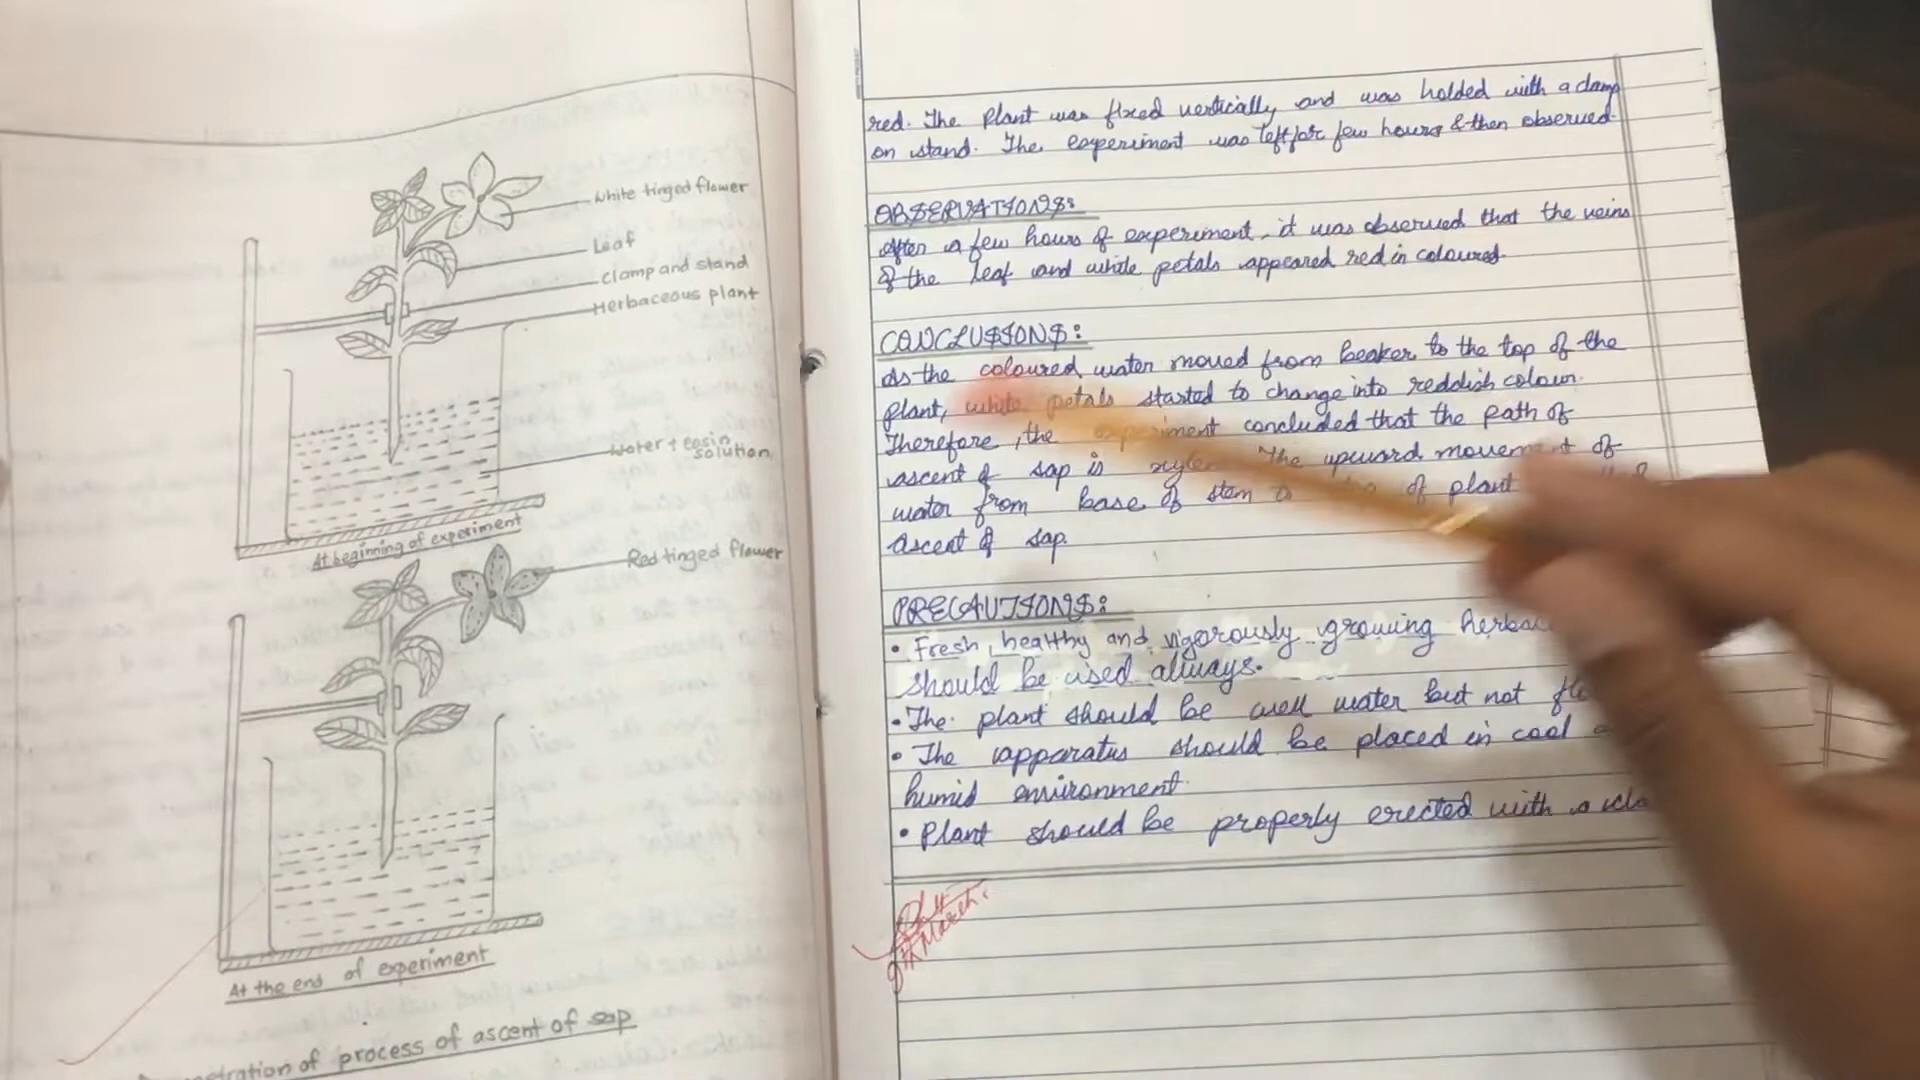 White tinged flower
Leaf
clamp and stand
Herbaceous plant
Water + eosin
solution
At beginning of experiment
Red tinged flower
At the end of experiment
of process of ascent of sap
red. The plant was fixed vertically and was holded with a clamp
on stand. The experiment was left for few hours & then observed.
OBSERVATIONS:
After a few hours of experiment, it was observed that the veins
of the leaf and white petals appeared red in coloured.
CONCLUSIONS:
As the coloured water moved from beaker to the top of the
plant, white petals started to change into reddish colour.
Therefore, the experiment concluded that the path of
ascent of sap is The upward movement of
water from base of stem to of plant
Ascent of sap.
PRECAUTIONS:
• Fresh, healthy and vigorously growing
should be used always.
• The plant should be well water but not
• The apparatus should be placed in cool
humid environment.
• Plant should be properly erected with a
9th March.